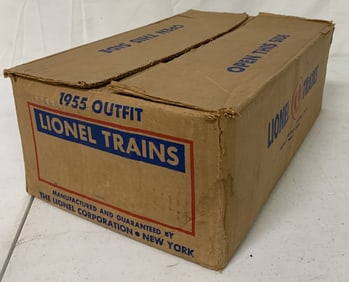 OPEN THIS SIDE
OPEN THIS SIDE
1955 OUTFIT
LIONEL TRAINS
MANUFACTURED AND GUARANTEED BY
THE LIONEL CORPORATION • NEW YORK
LIONEL TRAINS